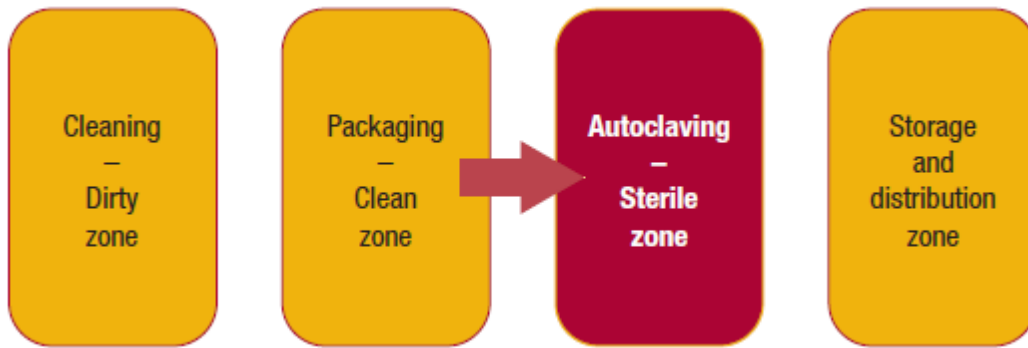 Cleaning
–
Dirty
zone
Packaging
–
Clean
zone
Autoclaving
–
Sterile
zone
Storage
and
distribution
zone